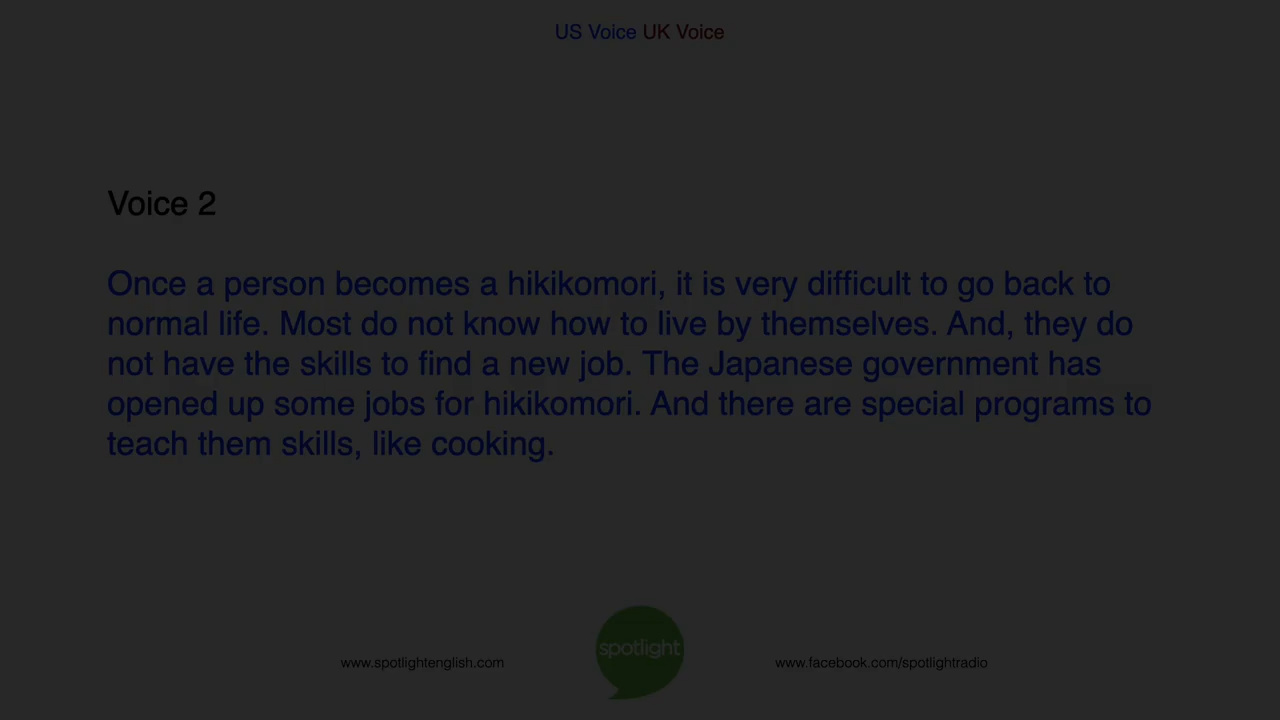 US Voice UK Voice
Voice 2
Once a person becomes a hikikomori, it is very difficult to go back to
normal life. Most do not know how to live by themselves. And, they do
not have the skills to find a new job. The Japanese government has
opened up some jobs for hikikomori. And there are special programs to
teach them skills, like cooking.
spotlight
www.spotlightenglish.com
www.facebook.com/spotlightradio